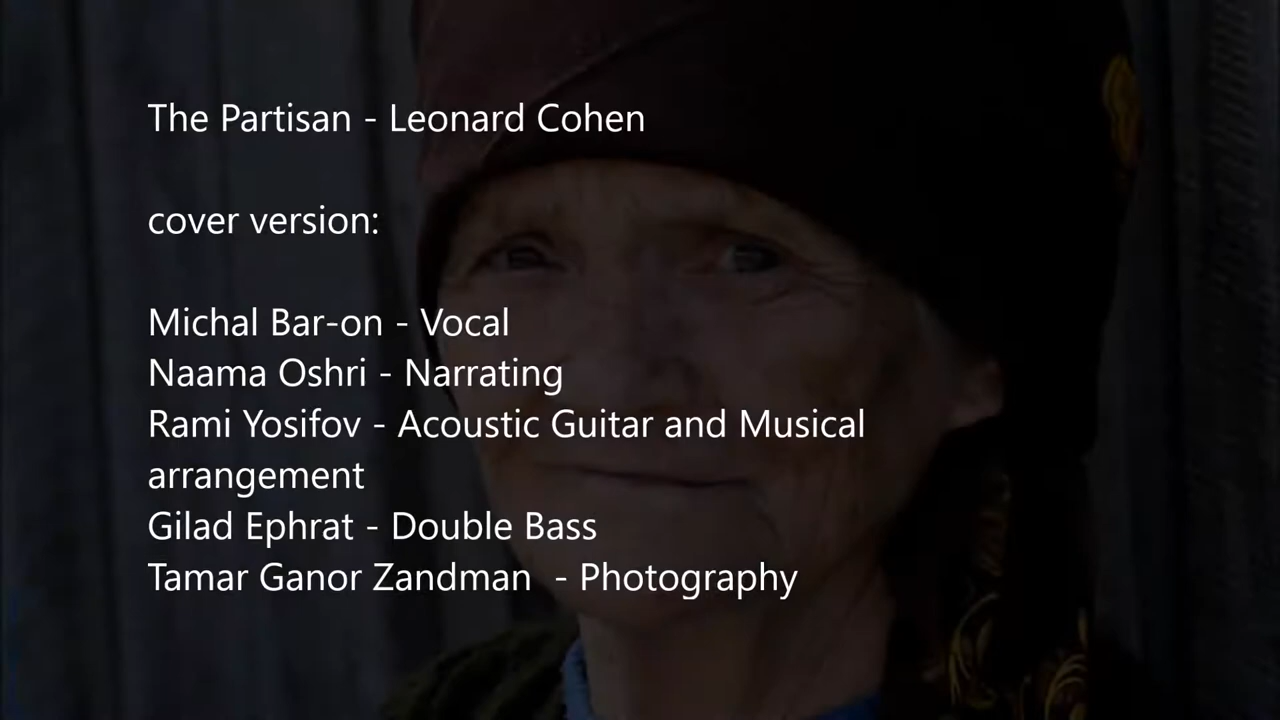 The Partisan - Leonard Cohen
cover version:
Michal Bar-on - Vocal
Naama Oshri - Narrating
Rami Yosifov - Acoustic Guitar and Musical
arrangement
Gilad Ephrat - Double Bass
Tamar Ganor Zandman  - Photography